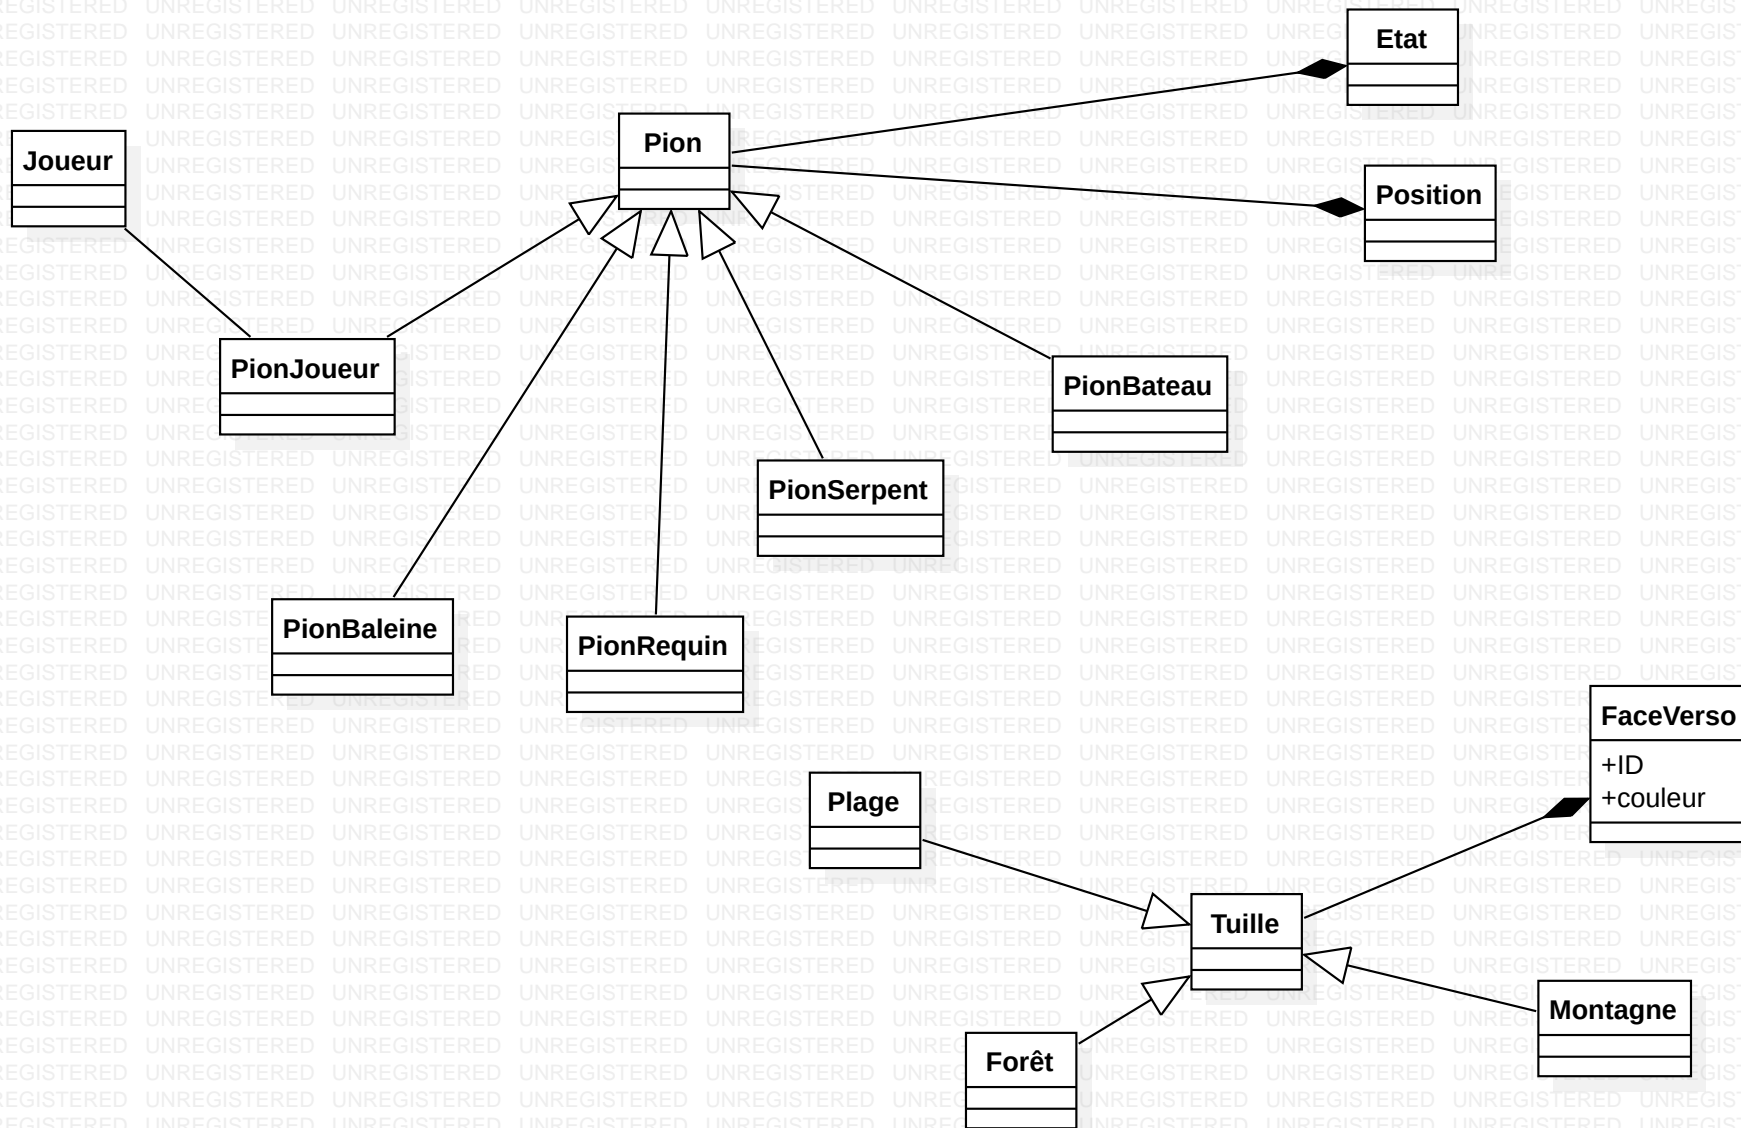 Etat
Pion
Joueur
Position
PionJoueur
PionBateau
PionSerpent
PionBaleine
PionRequin
FaceVerso
+ID
+couleur
Plage
Tuille
Montagne
Forêt